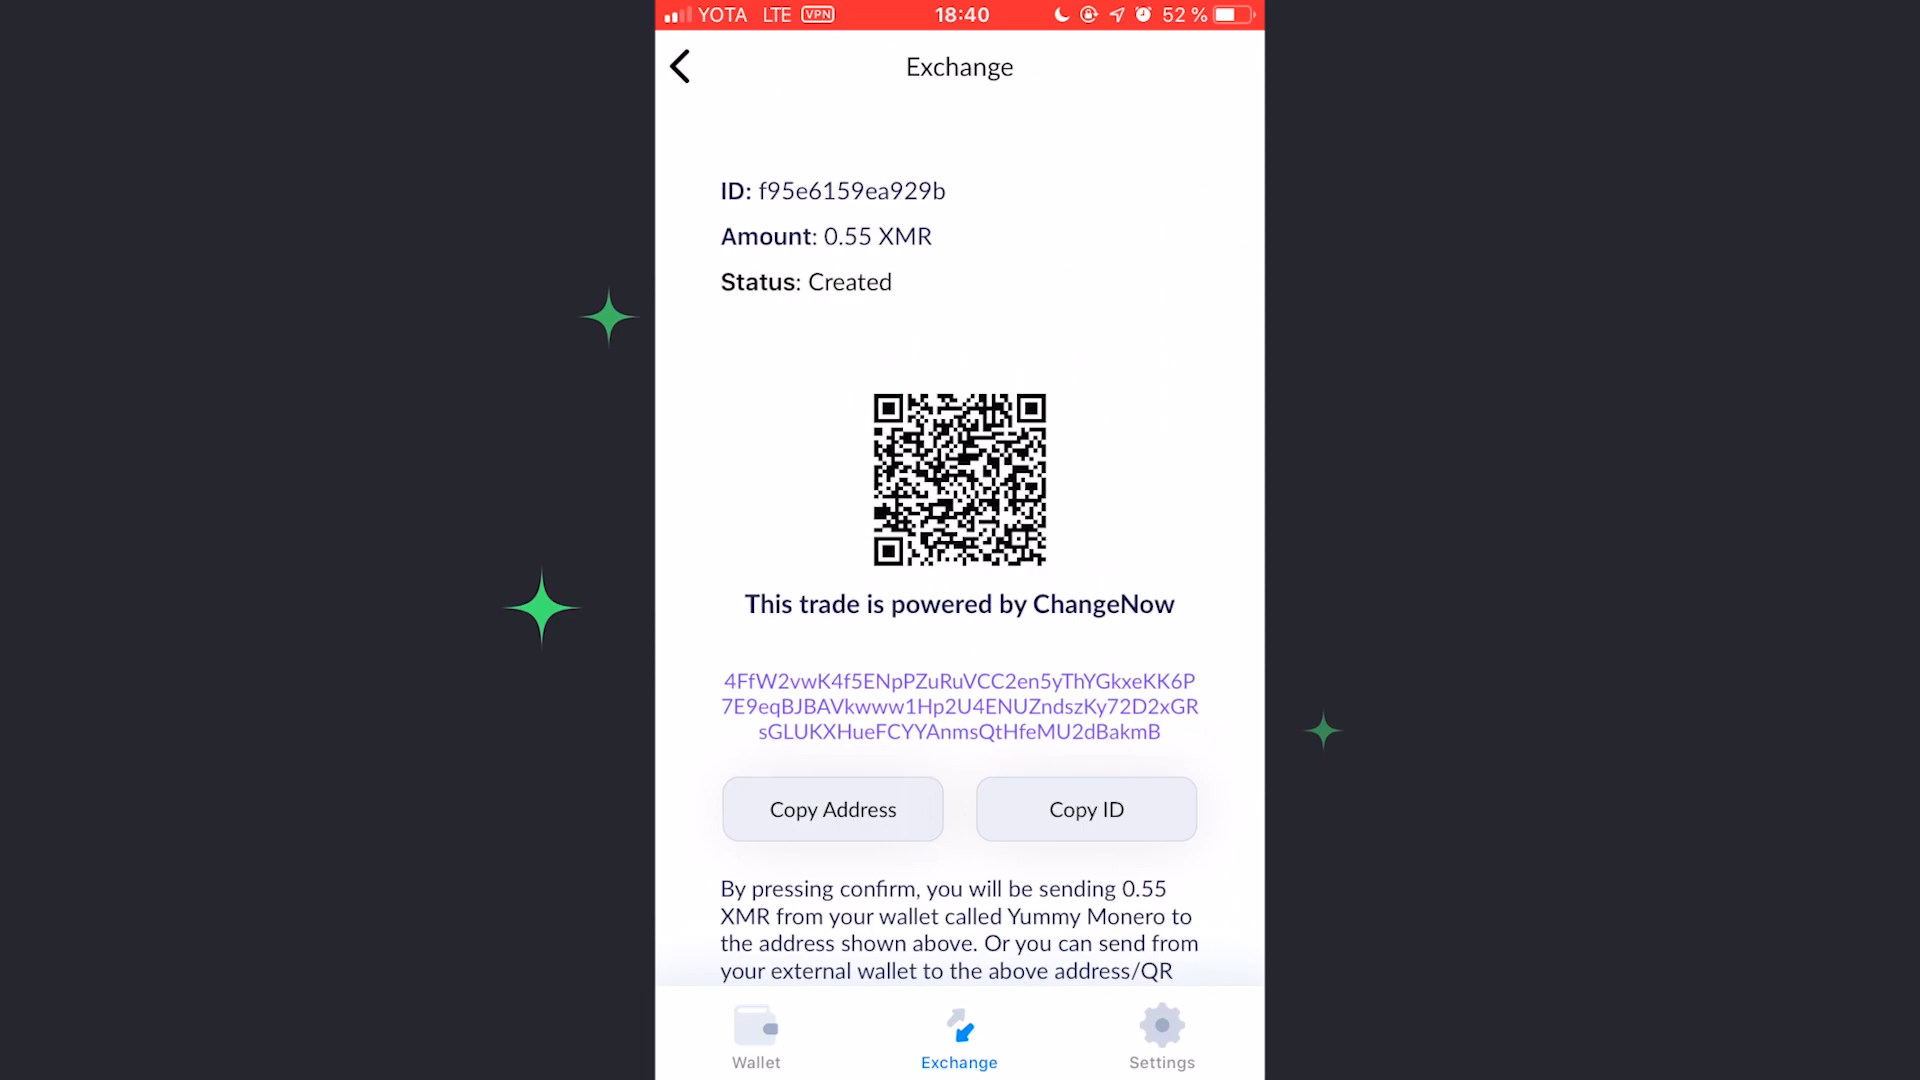 YOTA LTE VPN 18:40 52 %
Exchange
ID: f95e6159ea929b
Amount: 0.55 XMR
Status: Created
This trade is powered by ChangeNow
4FfW2vwK4f5ENpPZuRuVCC2en5yThYGkxeKK6P
7E9eqBJBAVkwww1Hp2U4ENUZndszKy72D2xGR
sGLUKXHueFCYYAnmsQtHfeMU2dBakmB
Copy Address Copy ID
By pressing confirm, you will be sending 0.55
XMR from your wallet called Yummy Monero to
the address shown above. Or you can send from
your external wallet to the above address/QR
Wallet Exchange Settings